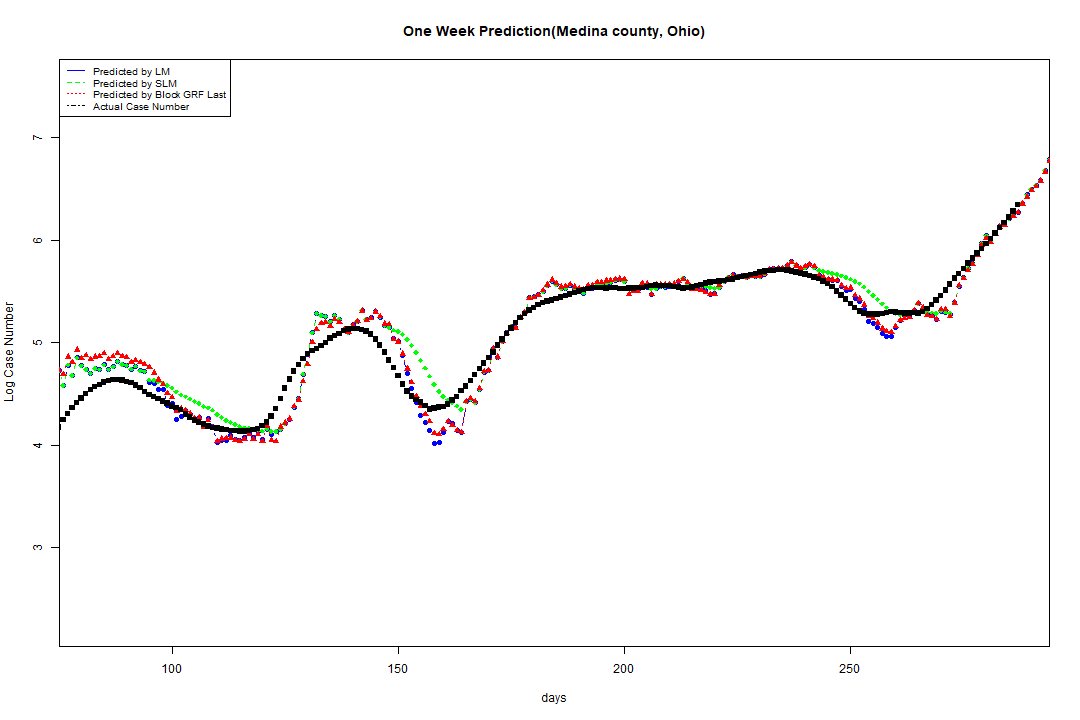 One Week Prediction(Medina county, Ohio)
Predicted by LM
Predicted by SLM
Predicted by Block GRF Last
Actual Case Number
7
6
5
4
3
Log Case Number
100
150
200
250
days